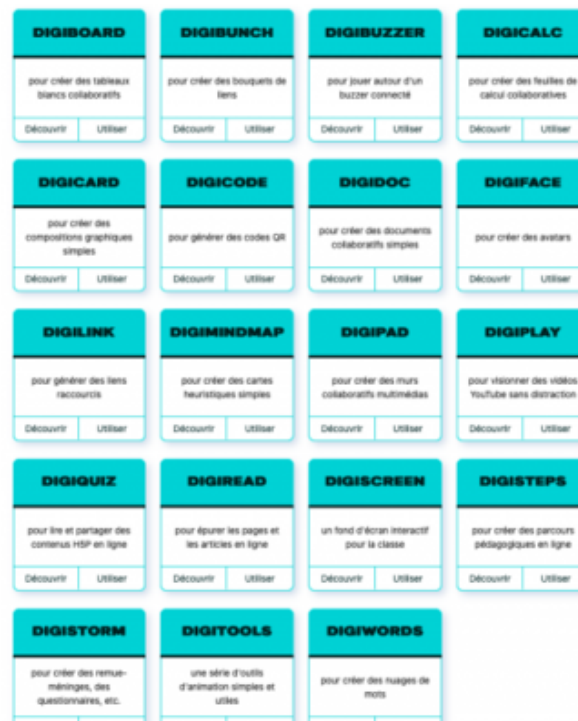 DIGIBOARD
pour créer des tableaux
blancs collaboratifs
Découvrir Utiliser
DIGIBUNCH
pour créer des bouquets de
liens
Découvrir Utiliser
DIGIBUZZER
pour jouer autour d'un
buzzer connecté
Découvrir Utiliser
DIGICALC
pour créer des feuilles de
calcul collaboratives
Découvrir Utiliser
DIGICARD
pour créer des
compositions graphiques
simples
Découvrir Utiliser
DIGICODE
pour générer des codes QR
Découvrir Utiliser
DIGIDOC
pour créer des documents
collaboratifs simples
Découvrir Utiliser
DIGIFACE
pour créer des avatars
Découvrir Utiliser
DIGILINK
pour générer des liens
raccourcis
Découvrir Utiliser
DIGIMINDMAP
pour créer des cartes
heuristiques simples
Découvrir Utiliser
DIGIPAD
pour créer des murs
collaboratifs multimédias
Découvrir Utiliser
DIGIPLAY
pour visionner des vidéos
YouTube sans distraction
Découvrir Utiliser
DIGIQUIZ
pour lire et partager des
contenus H5P en ligne
Découvrir Utiliser
DIGIREAD
pour épurer les pages et
les articles en ligne
Découvrir Utiliser
DIGISCREEN
un fond d'écran interactif
pour la classe
Découvrir Utiliser
DIGISTEPS
pour créer des parcours
pédagogiques en ligne
Découvrir Utiliser
DIGISTORM
pour créer des remue-
méninges, des
questionnaires, etc.
DIGITOOLS
une série d'outils
d'animation simples et
utiles
DIGIWORDS
pour créer des nuages de
mots